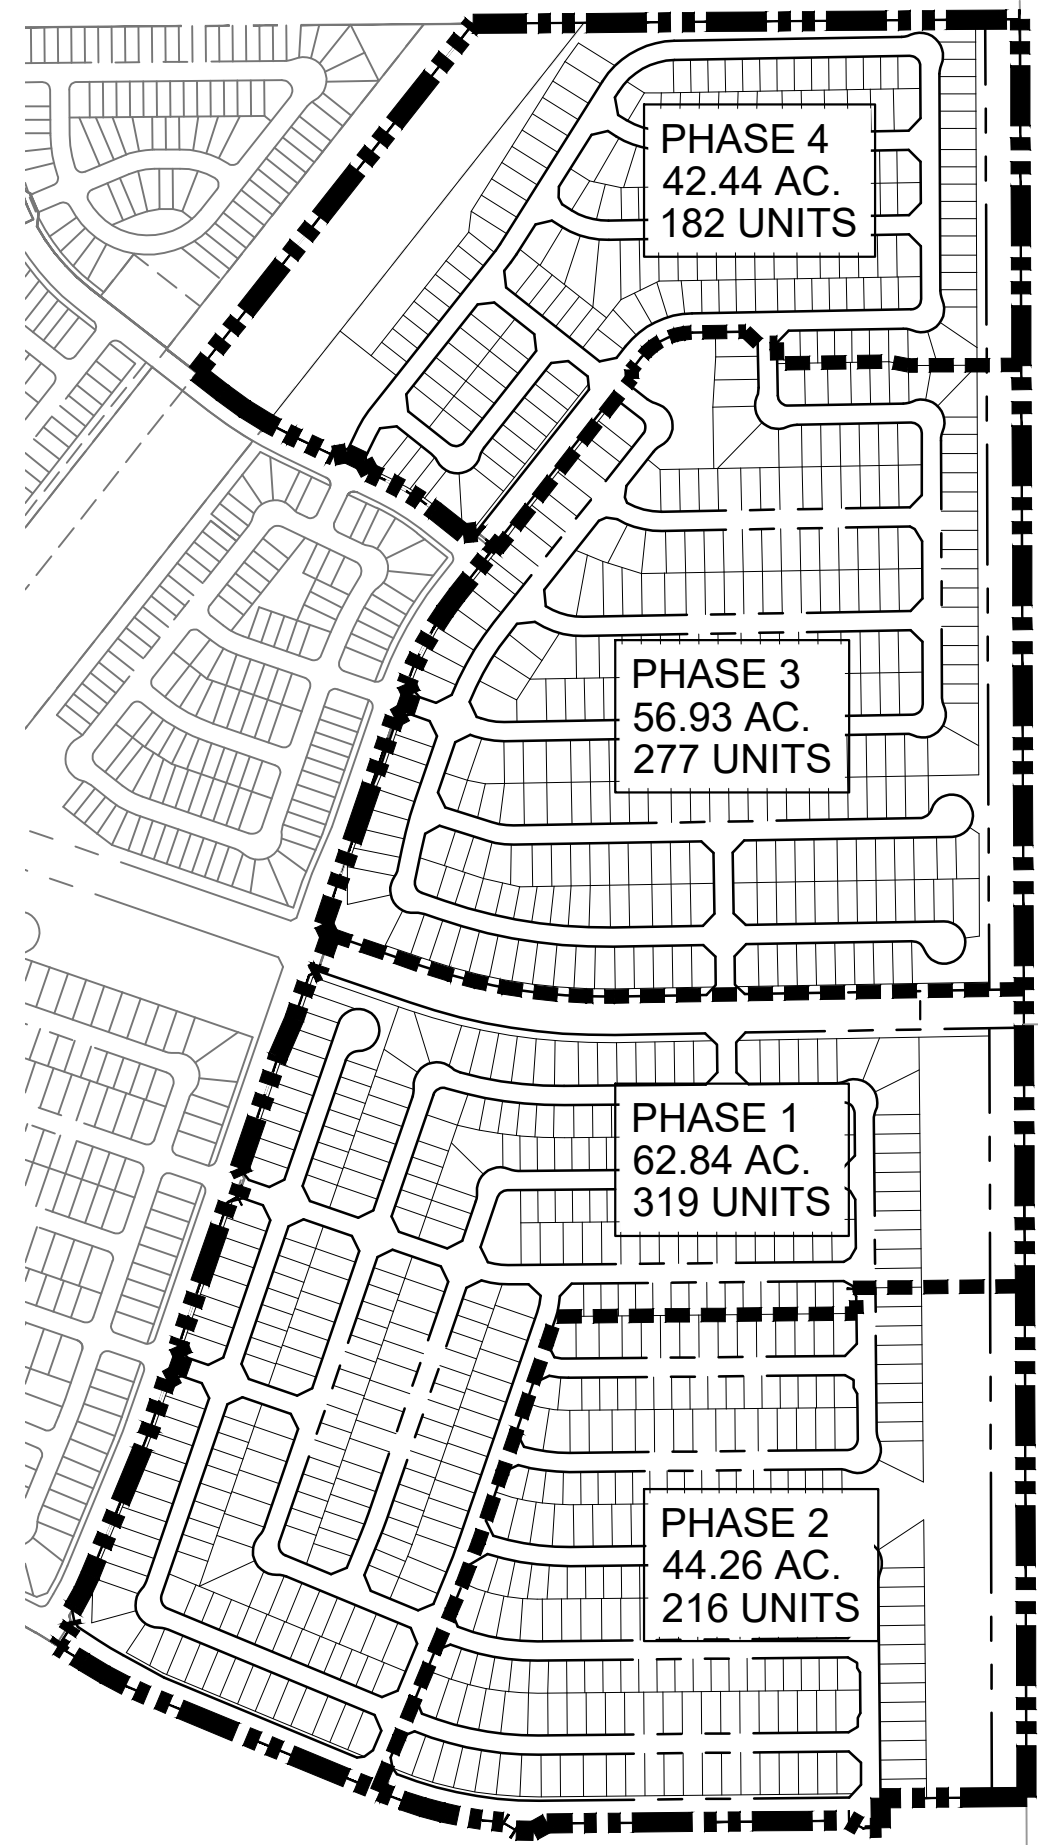 PHASE 4
42.44 AC.
182 UNITS
PHASE 3
56.93 AC.
277 UNITS
PHASE 1
62.84 AC.
319 UNITS
PHASE 2
44.26 AC.
216 UNITS